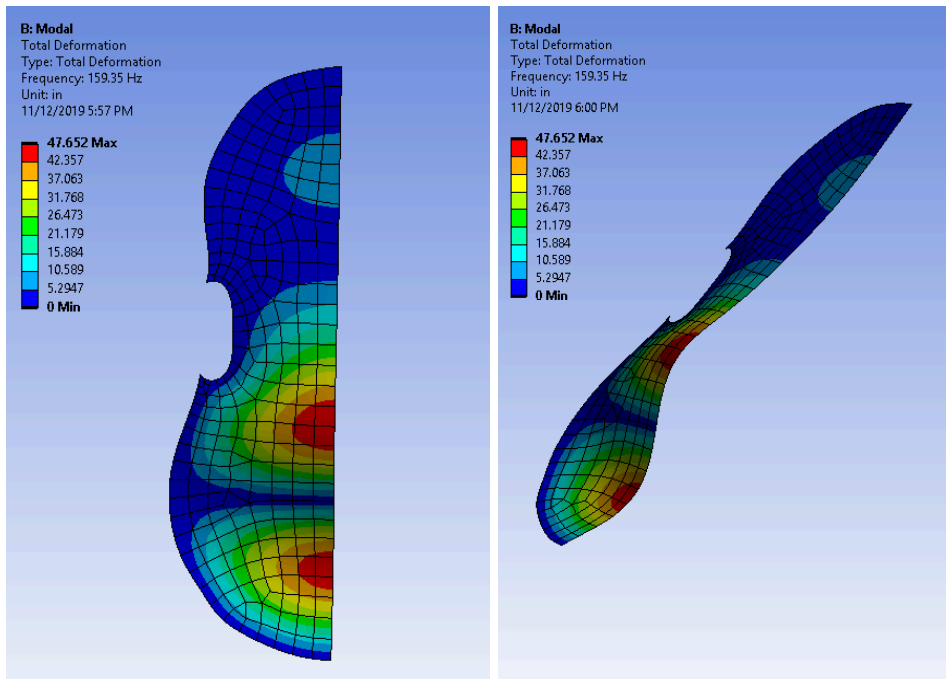 B: Modal
Total Deformation
Type: Total Deformation
Frequency: 159.35 Hz
Unit: in
11/12/2019 5:57 PM
47.652 Max
42.357
37.063
31.768
26.473
21.179
15.884
10.589
5.2947
0 Min
B: Modal
Total Deformation
Type: Total Deformation
Frequency: 159.35 Hz
Unit: in
11/12/2019 6:00 PM
47.652 Max
42.357
37.063
31.768
26.473
21.179
15.884
10.589
5.2947
0 Min